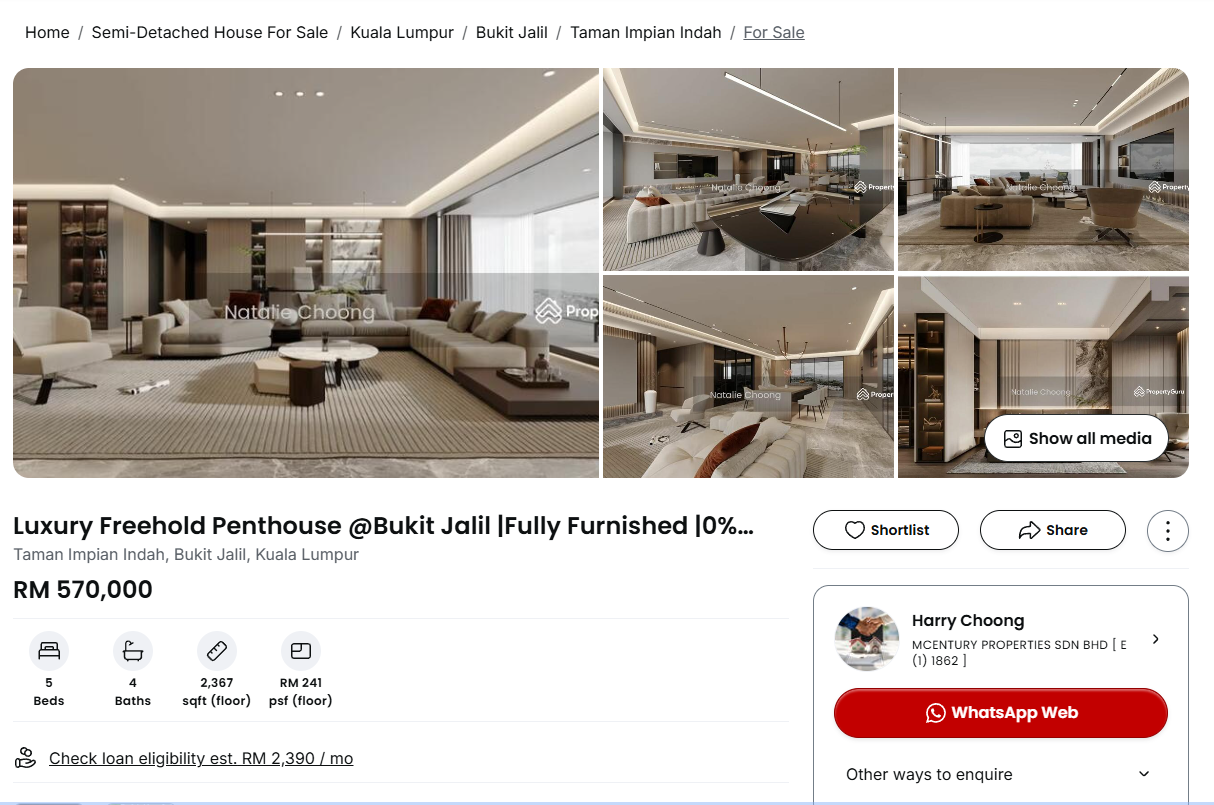 Home / Semi-Detached House For Sale / Kuala Lumpur / Bukit Jalil / Taman Impian Indah / For Sale
Natalie Choong
Natalie Choong
Natalie Choong
Natalie Choong
Natalie Choong
PropertyGuru
Show all media
Luxury Freehold Penthouse @Bukit Jalil |Fully Furnished |0%...
Taman Impian Indah, Bukit Jalil, Kuala Lumpur
RM 570,000
5
Beds
4
Baths
2,367
sqft (floor)
RM 241
psf (floor)
Check loan eligibility est. RM 2,390 / mo
Shortlist
Share
Harry Choong
MCENTURY PROPERTIES SDN BHD [ E
(1) 1862 ]
WhatsApp Web
Other ways to enquire